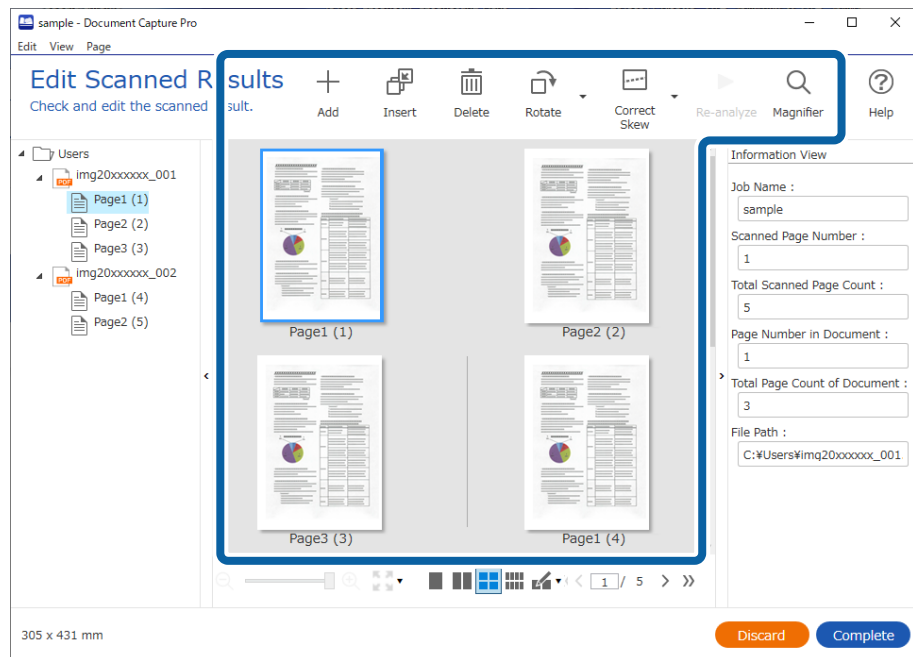 sample - Document Capture Pro
Edit View Page
Edit Scanned Results
Check and edit the scanned result.
Add
Insert
Delete
Rotate
Correct Skew
Re-analyze
Magnifier
Help
Users
img20xxxxxx_001
PDF
Page1 (1)
Page2 (2)
Page3 (3)
img20xxxxxx_002
PDF
Page1 (4)
Page2 (5)
Page1 (1)
Page2 (2)
Page3 (3)
Page1 (4)
Information View
Job Name :
sample
Scanned Page Number :
1
Total Scanned Page Count :
5
Page Number in Document :
1
Total Page Count of Document :
3
File Path :
C:¥Users¥img20xxxxxx_001.
1 / 5
305 x 431 mm
Discard
Complete